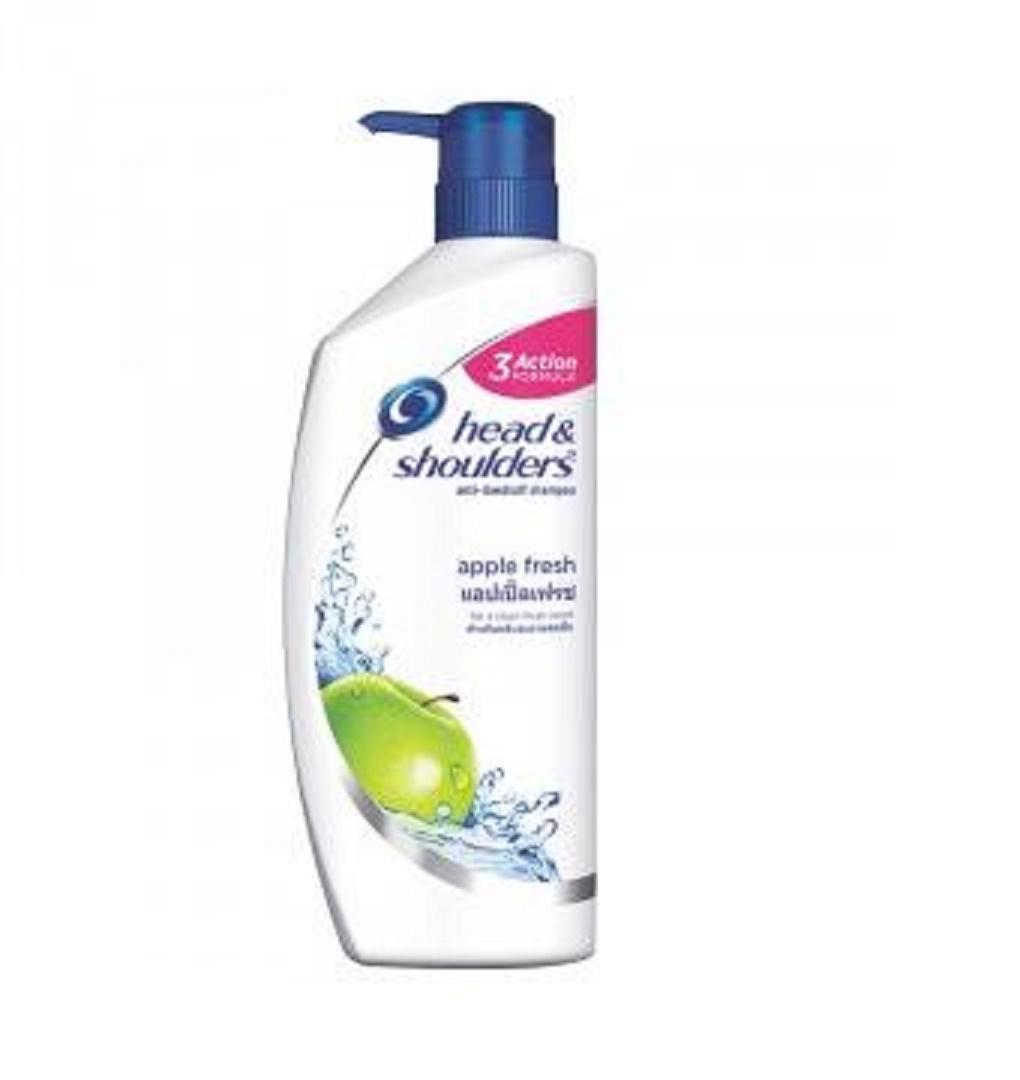 3 Action
FORMULA
head &
shoulders
anti-dandruff shampoo
apple fresh
แอปเปิ้ลเฟรช